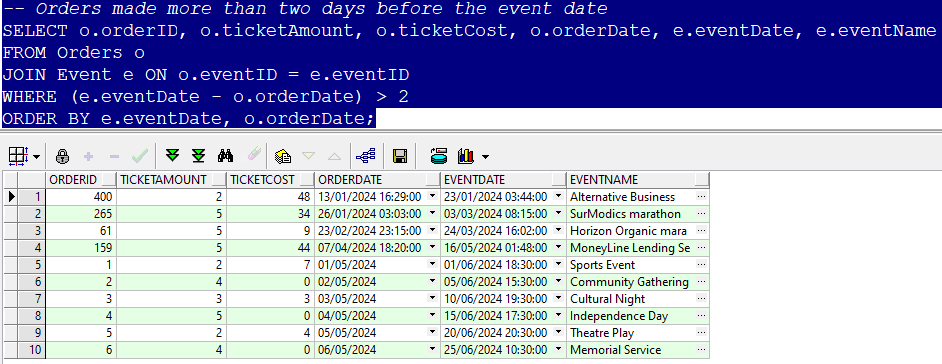 -- Orders made more than two days before the event date
SELECT o.orderID, o.ticketAmount, o.ticketCost, o.orderDate, e.eventDate, e.eventName
FROM Orders o
JOIN Event e ON o.eventID = e.eventID
WHERE (e.eventDate - o.orderDate) > 2
ORDER BY e.eventDate, o.orderDate;
ORDERID TICKETAMOUNT TICKETCOST ORDERDATE EVENTDATE EVENTNAME
1 400 2 48 13/01/2024 16:29:00 23/01/2024 03:44:00 Alternative Business ...
2 265 5 34 26/01/2024 03:03:00 03/03/2024 08:15:00 SurModics marathon ...
3 61 5 9 23/02/2024 23:15:00 24/03/2024 16:02:00 Horizon Organic mara ...
4 159 5 44 07/04/2024 18:20:00 16/05/2024 01:48:00 MoneyLine Lending Se ...
5 1 2 7 01/05/2024 01/06/2024 18:30:00 Sports Event ...
6 2 4 0 02/05/2024 05/06/2024 15:30:00 Community Gathering ...
7 3 3 3 03/05/2024 10/06/2024 19:30:00 Cultural Night ...
8 4 5 0 04/05/2024 15/06/2024 17:30:00 Independence Day ...
9 5 2 4 05/05/2024 20/06/2024 20:30:00 Theatre Play ...
10 6 4 0 06/05/2024 25/06/2024 10:30:00 Memorial Service ...